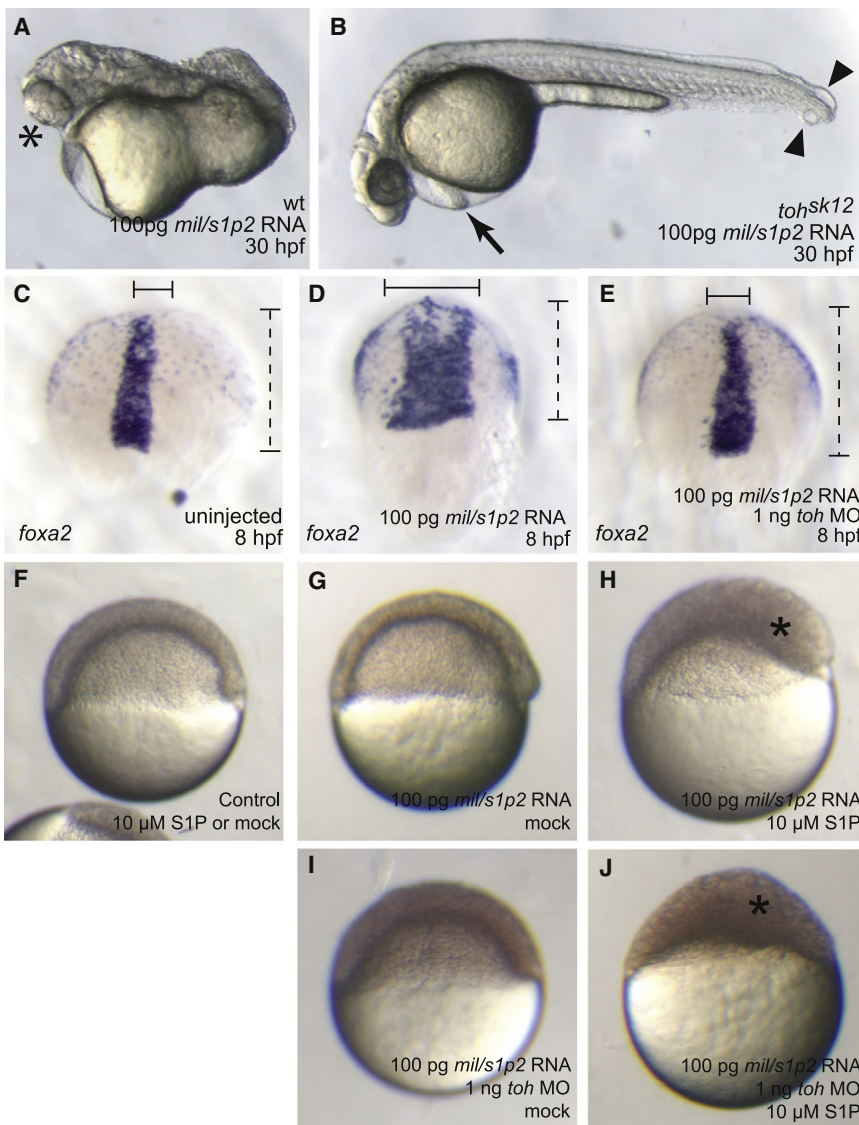 A
*
wt
100pg mil/s1p2 RNA
30 hpf
B
toh^sk12
100pg mil/s1p2 RNA
30 hpf
C
foxa2
uninjected
8 hpf
D
foxa2
100 pg mil/s1p2 RNA
8 hpf
E
foxa2
100 pg mil/s1p2 RNA
1 ng toh MO
8 hpf
F
Control
10 µM S1P or mock
G
100 pg mil/s1p2 RNA
mock
H
*
100 pg mil/s1p2 RNA
10 µM S1P
I
100 pg mil/s1p2 RNA
1 ng toh MO
mock
J
*
100 pg mil/s1p2 RNA
1 ng toh MO
10 µM S1P